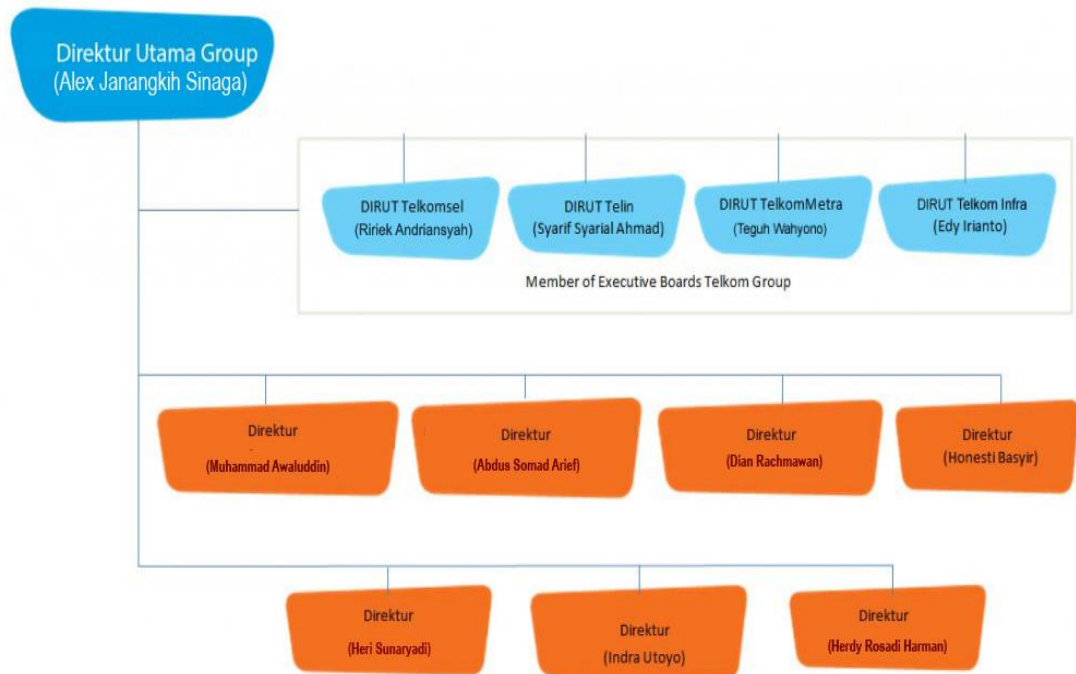 Direktur Utama Group
(Alex Janangkih Sinaga)
DIRUT Telkomsel
(Ririek Andriansyah)
DIRUT Telin
(Syarif Syarial Ahmad)
DIRUT TelkomMetra
(Teguh Wahyono)
DIRUT Telkom Infra
(Edy Irianto)
Member of Executive Boards Telkom Group
Direktur
(Muhammad Awaluddin)
Direktur
(Abdus Somad Arief)
Direktur
(Dian Rachmawan)
Direktur
(Honesti Basyir)
Direktur
(Heri Sunaryadi)
Direktur
(Indra Utoyo)
Direktur
(Herdy Rosadi Harman)